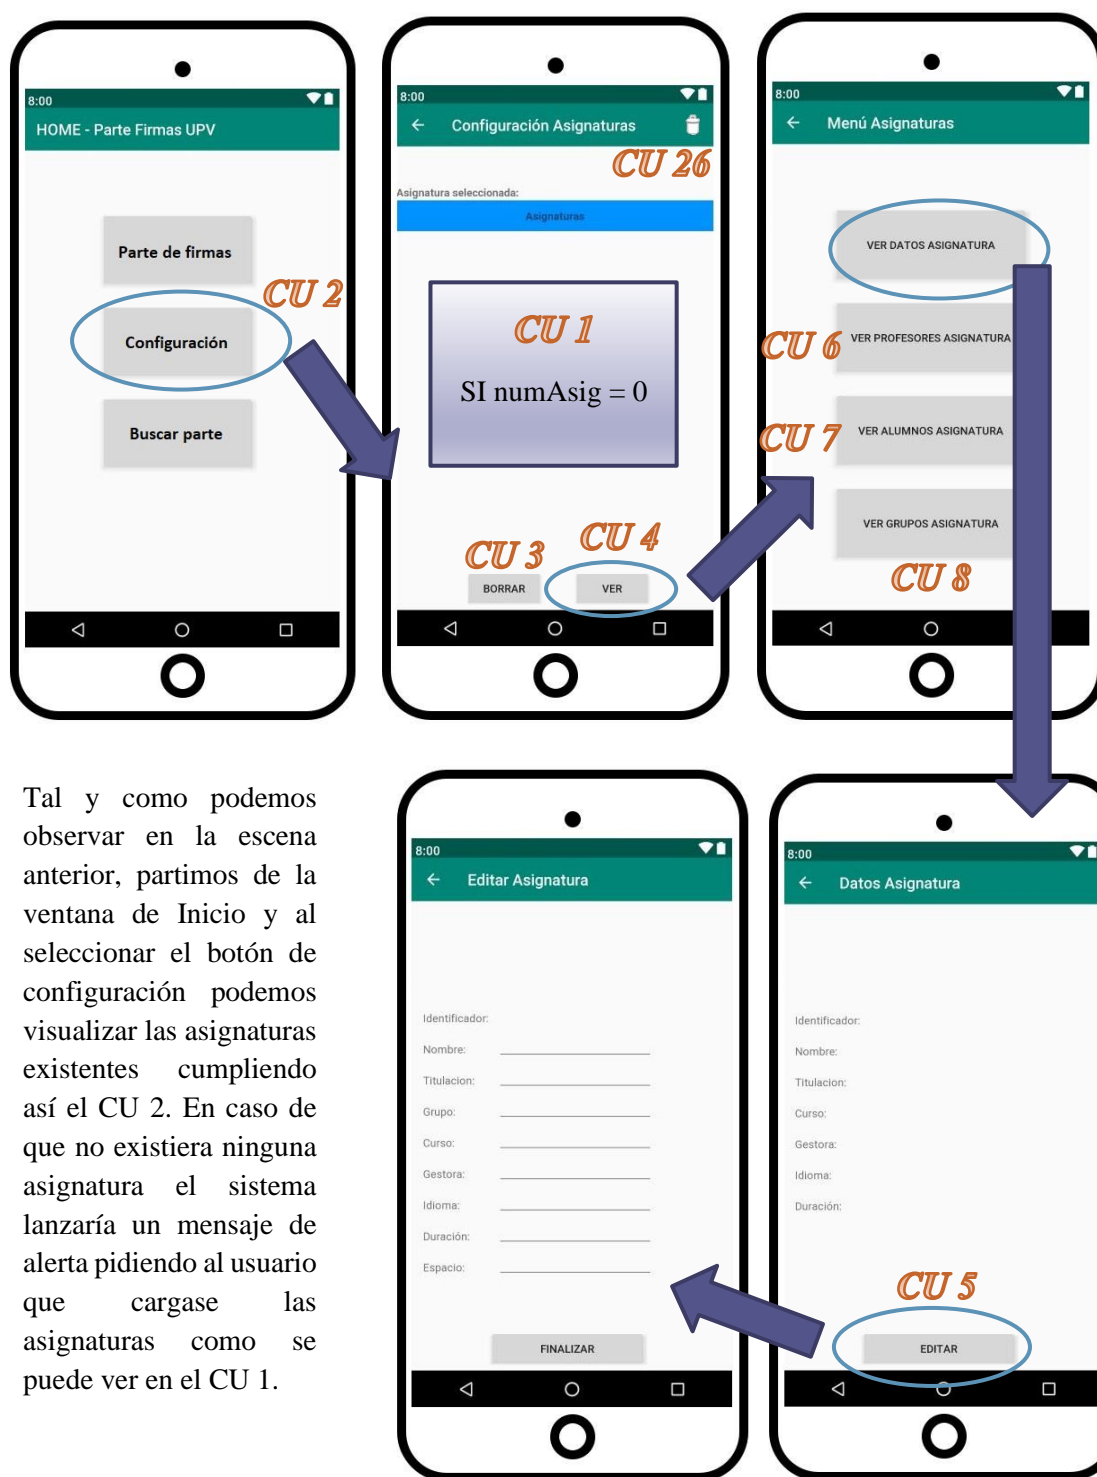 8:00
HOME - Parte Firmas UPV
Parte de firmas
CU 2
Configuración
Buscar parte
8:00
Configuración Asignaturas
CU 26
Asignatura seleccionada:
Asignaturas
CU 1
SI numAsig = 0
CU 3
CU 4
BORRAR
VER
8:00
Menú Asignaturas
VER DATOS ASIGNATURA
CU 6
VER PROFESORES ASIGNATURA
CU 7
VER ALUMNOS ASIGNATURA
VER GRUPOS ASIGNATURA
CU 8
Tal y como podemos
observar en la escena
anterior, partimos de la
ventana de Inicio y al
seleccionar el botón de
configuración podemos
visualizar las asignaturas
existentes cumpliendo
así el CU 2. En caso de
que no existiera ninguna
asignatura el sistema
lanzaría un mensaje de
alerta pidiendo al usuario
que cargase las
asignaturas como se
puede ver en el CU 1.
8:00
Editar Asignatura
Identificador:
Nombre:
Titulacion:
Grupo:
Curso:
Gestora:
Idioma:
Duración:
Espacio:
FINALIZAR
8:00
Datos Asignatura
Identificador:
Nombre:
Titulacion:
Curso:
Gestora:
Idioma:
Duración:
CU 5
EDITAR